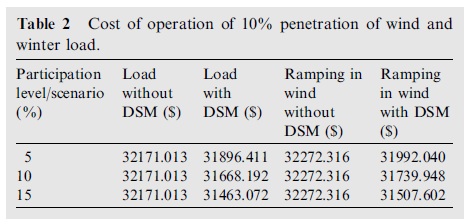 Table 2 Cost of operation of 10% penetration of wind and
winter load.
Participation Load Load Ramping in Ramping
level/scenario without with wind in wind
(%) DSM ($) DSM ($) without with DSM
DSM ($) ($)
5 32171.013 31896.411 32272.316 31992.040
10 32171.013 31668.192 32272.316 31739.948
15 32171.013 31463.072 32272.316 31507.602